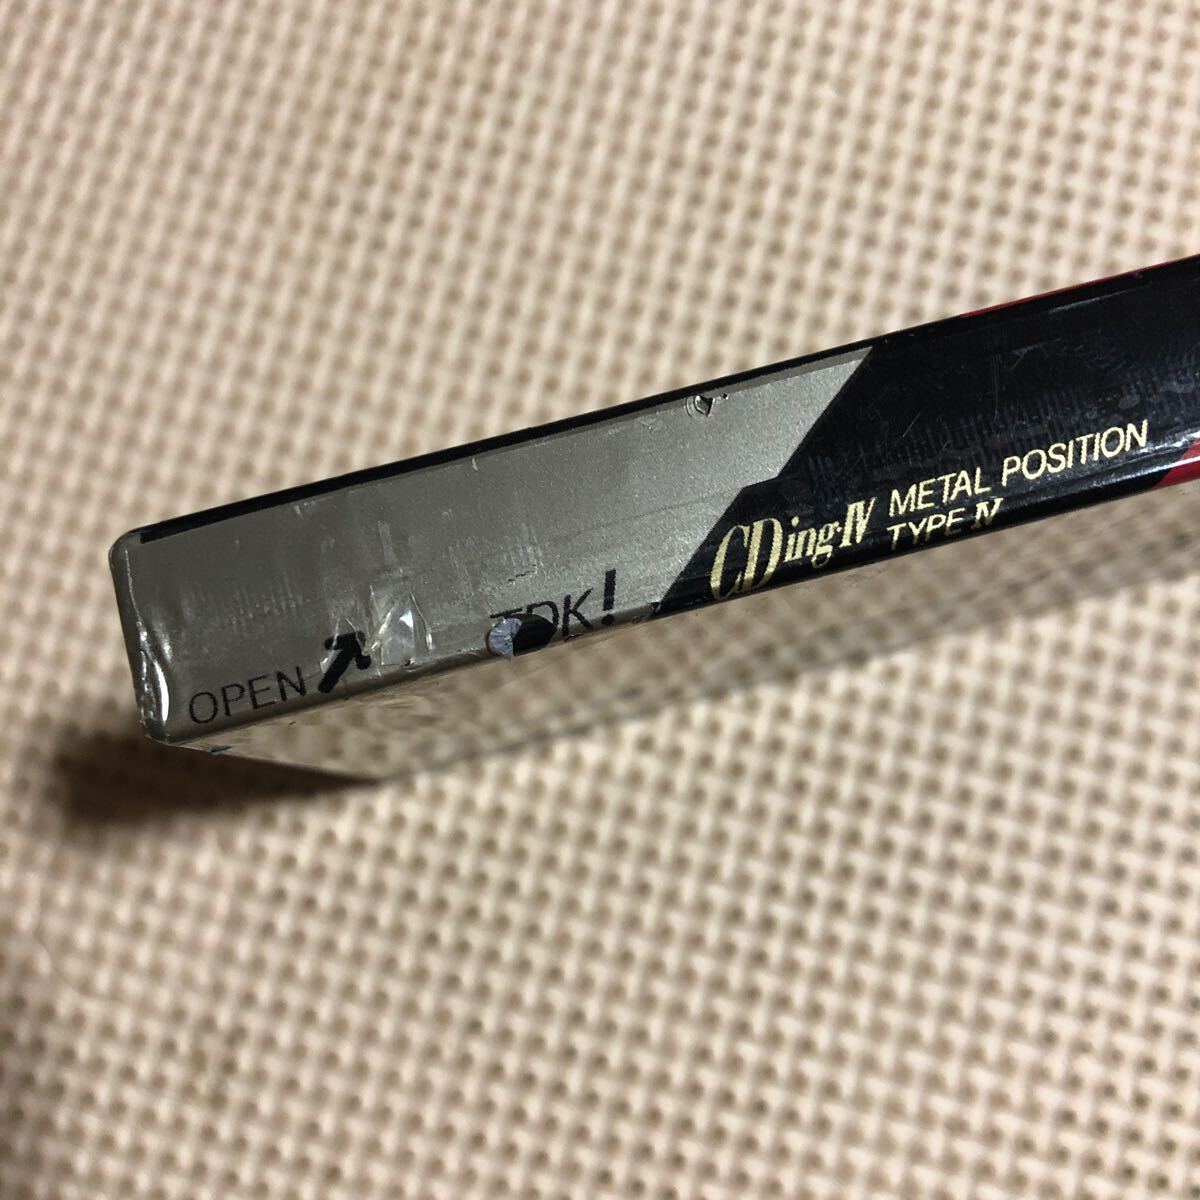 OPEN
TDK!
CDing-IV
METAL POSITION
TYPE IV